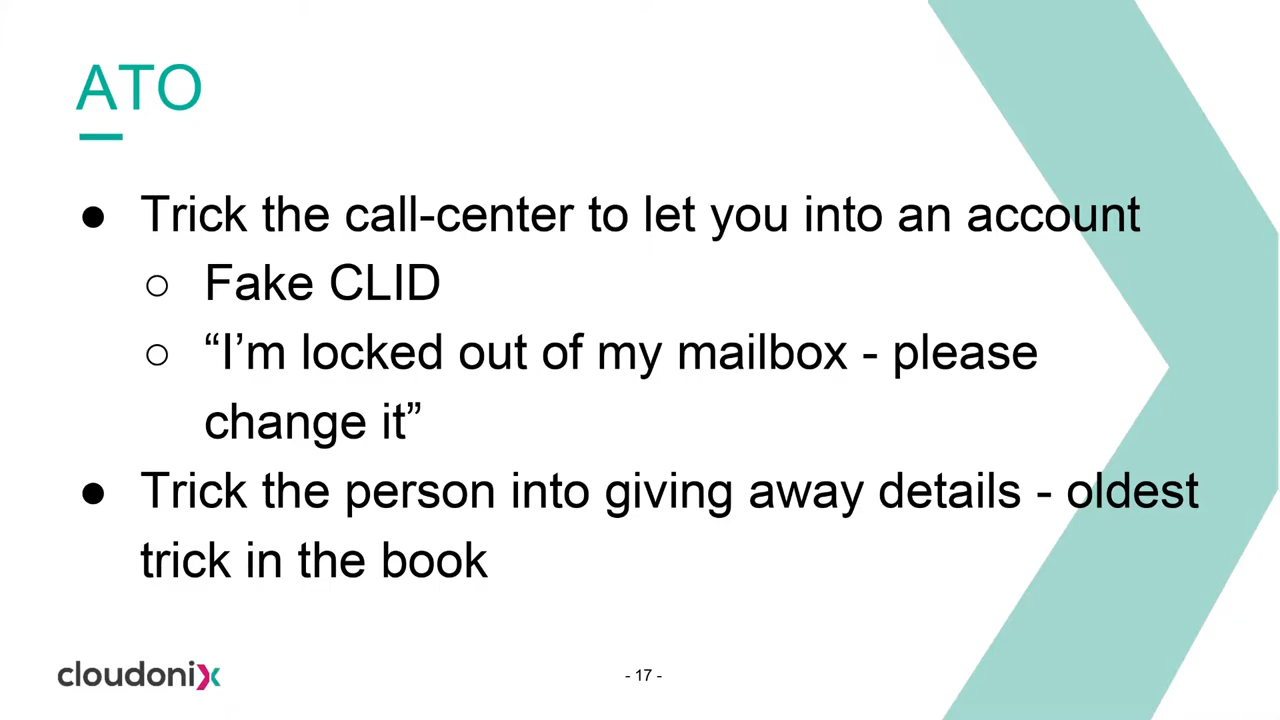 ATO
● Trick the call-center to let you into an account
○ Fake CLID
○ “I’m locked out of my mailbox - please
change it”
● Trick the person into giving away details - oldest
trick in the book
cloudonix
- 17 -